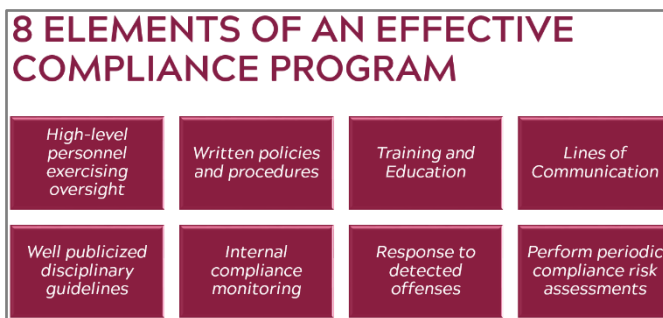 8 ELEMENTS OF AN EFFECTIVE
COMPLIANCE PROGRAM
High-level
personnel
exercising
oversight
Written policies
and procedures
Training and
Education
Lines of
Communication
Well publicized
disciplinary
guidelines
Internal
compliance
monitoring
Response to
detected
offenses
Perform periodic
compliance risk
assessments